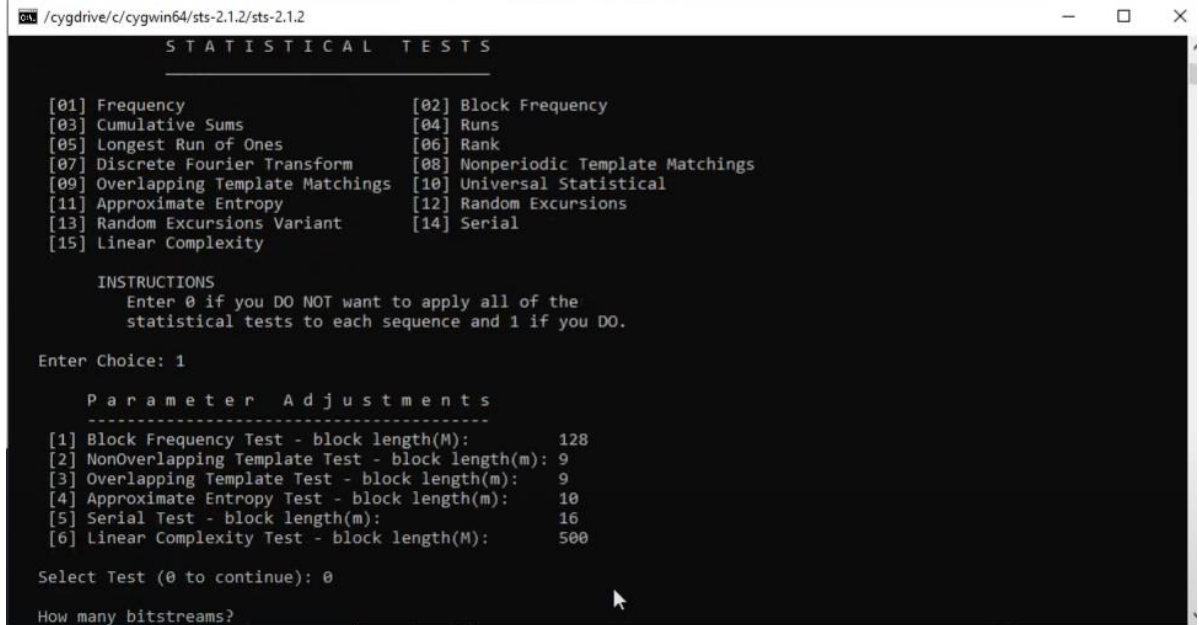 /cygdrive/c/cygwin64/sts-2.1.2/sts-2.1.2
S T A T I S T I C A L   T E S T S
_________________________________
[01] Frequency                       [02] Block Frequency
[03] Cumulative Sums                 [04] Runs
[05] Longest Run of Ones             [06] Rank
[07] Discrete Fourier Transform      [08] Nonperiodic Template Matchings
[09] Overlapping Template Matchings  [10] Universal Statistical
[11] Approximate Entropy             [12] Random Excursions
[13] Random Excursions Variant       [14] Serial
[15] Linear Complexity
INSTRUCTIONS
Enter 0 if you DO NOT want to apply all of the
statistical tests to each sequence and 1 if you DO.
Enter Choice: 1
P a r a m e t e r   A d j u s t m e n t s
-----------------------------------------
[1] Block Frequency Test - block length(M):         128
[2] NonOverlapping Template Test - block length(m): 9
[3] Overlapping Template Test - block length(m):    9
[4] Approximate Entropy Test - block length(m):     10
[5] Serial Test - block length(m):                  16
[6] Linear Complexity Test - block length(M):       500
Select Test (0 to continue): 0
How many bitstreams?